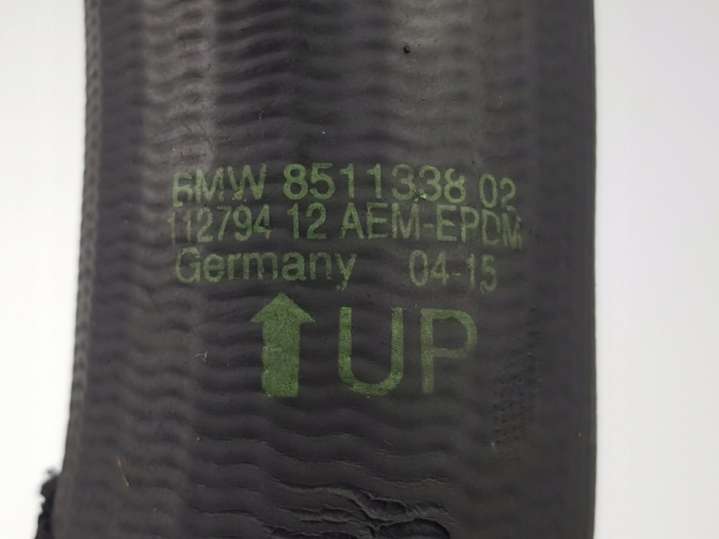 BMW 8511338 02
112794 12 AEM-EPDM
Germany 04-15
UP